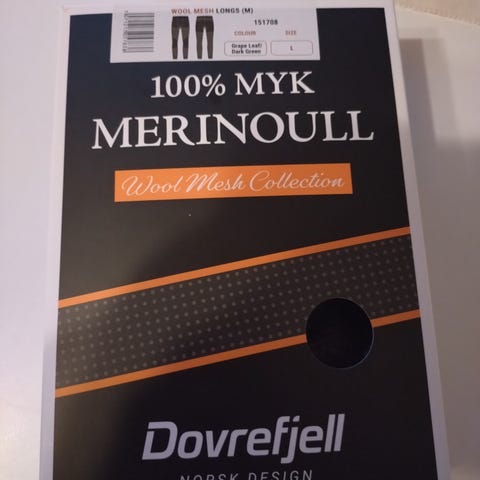 WOOL MESH LONGS (M)
151708
COLOUR SIZE
Grape Leaf/ L
Dark Green
100% MYK
MERINOULL
Wool Mesh Collection
Dovrefjell
NORSK DESIGN